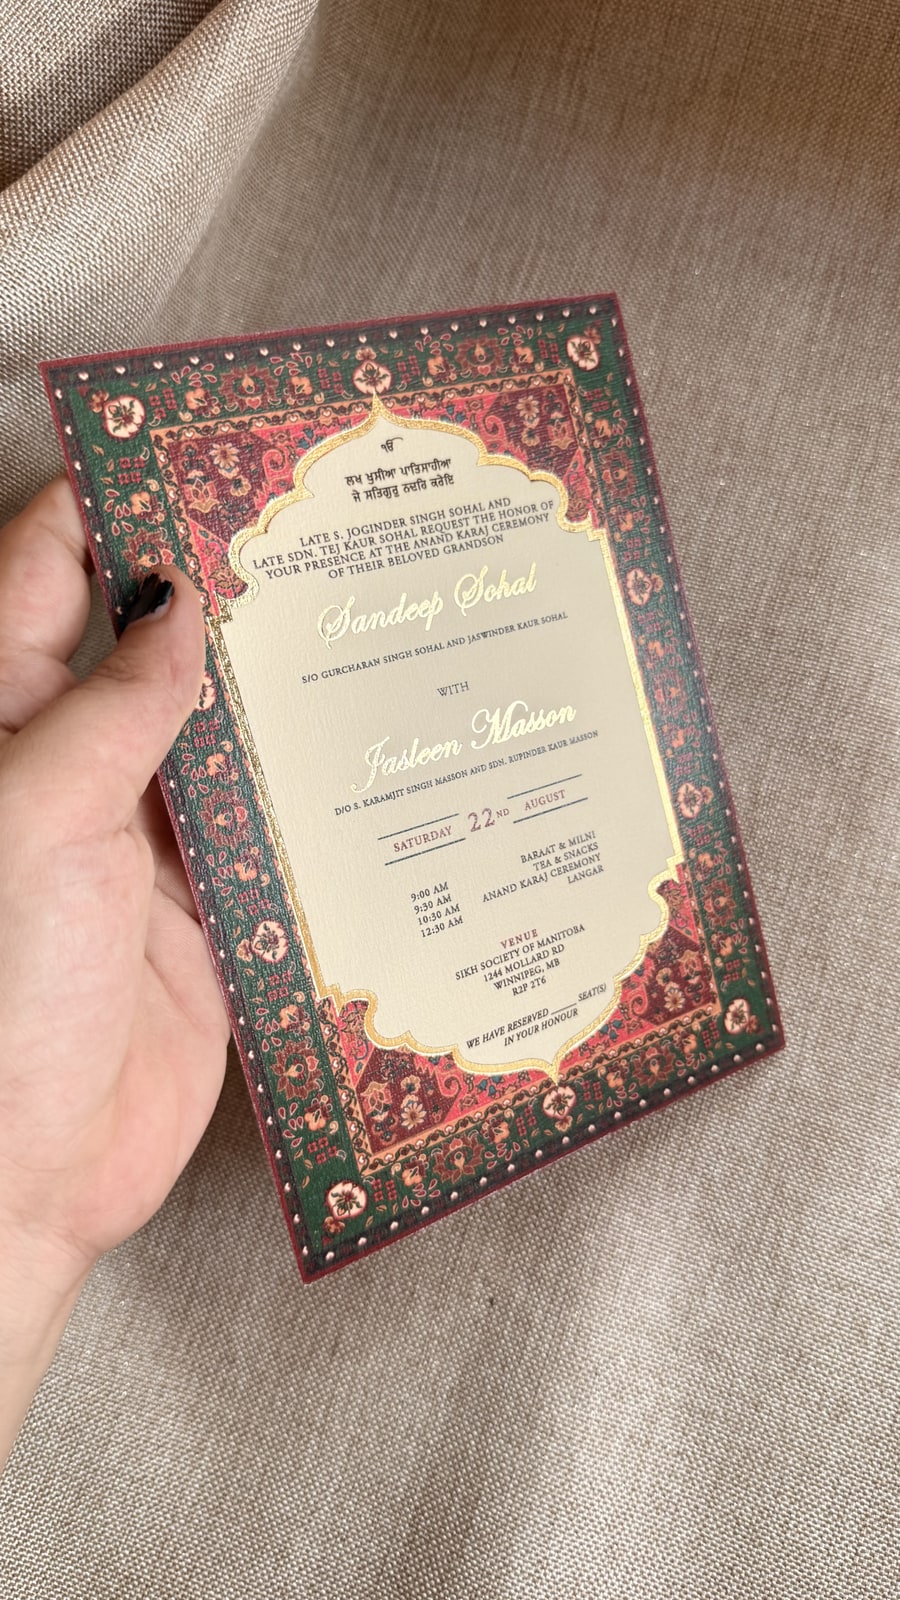 ੴ
ਲਖ ਖੁਸੀਆ ਪਾਤਿਸਾਹੀਆ
ਜੇ ਸਤਿਗੁਰੁ ਨਦਰਿ ਕਰੇਇ
LATE S. JOGINDER SINGH SOHAL AND
LATE SDN. TEJ KAUR SOHAL REQUEST THE HONOR OF
YOUR PRESENCE AT THE ANAND KARAJ CEREMONY
OF THEIR BELOVED GRANDSON
Sandeep Sohal
S/O GURCHARAN SINGH SOHAL AND JASWINDER KAUR SOHAL
WITH
Jasleen Masson
D/O S. KARAMJIT SINGH MASSON AND SDN. RUPINDER KAUR MASSON
SATURDAY 22ND AUGUST
9:00 AM BARAAT & MILNI
9:30 AM TEA & SNACKS
10:30 AM ANAND KARAJ CEREMONY
12:30 AM LANGAR
VENUE
SIKH SOCIETY OF MANITOBA
1244 MOLLARD RD
WINNIPEG, MB
R2P 2T6
WE HAVE RESERVED _____ SEAT(S)
IN YOUR HONOUR